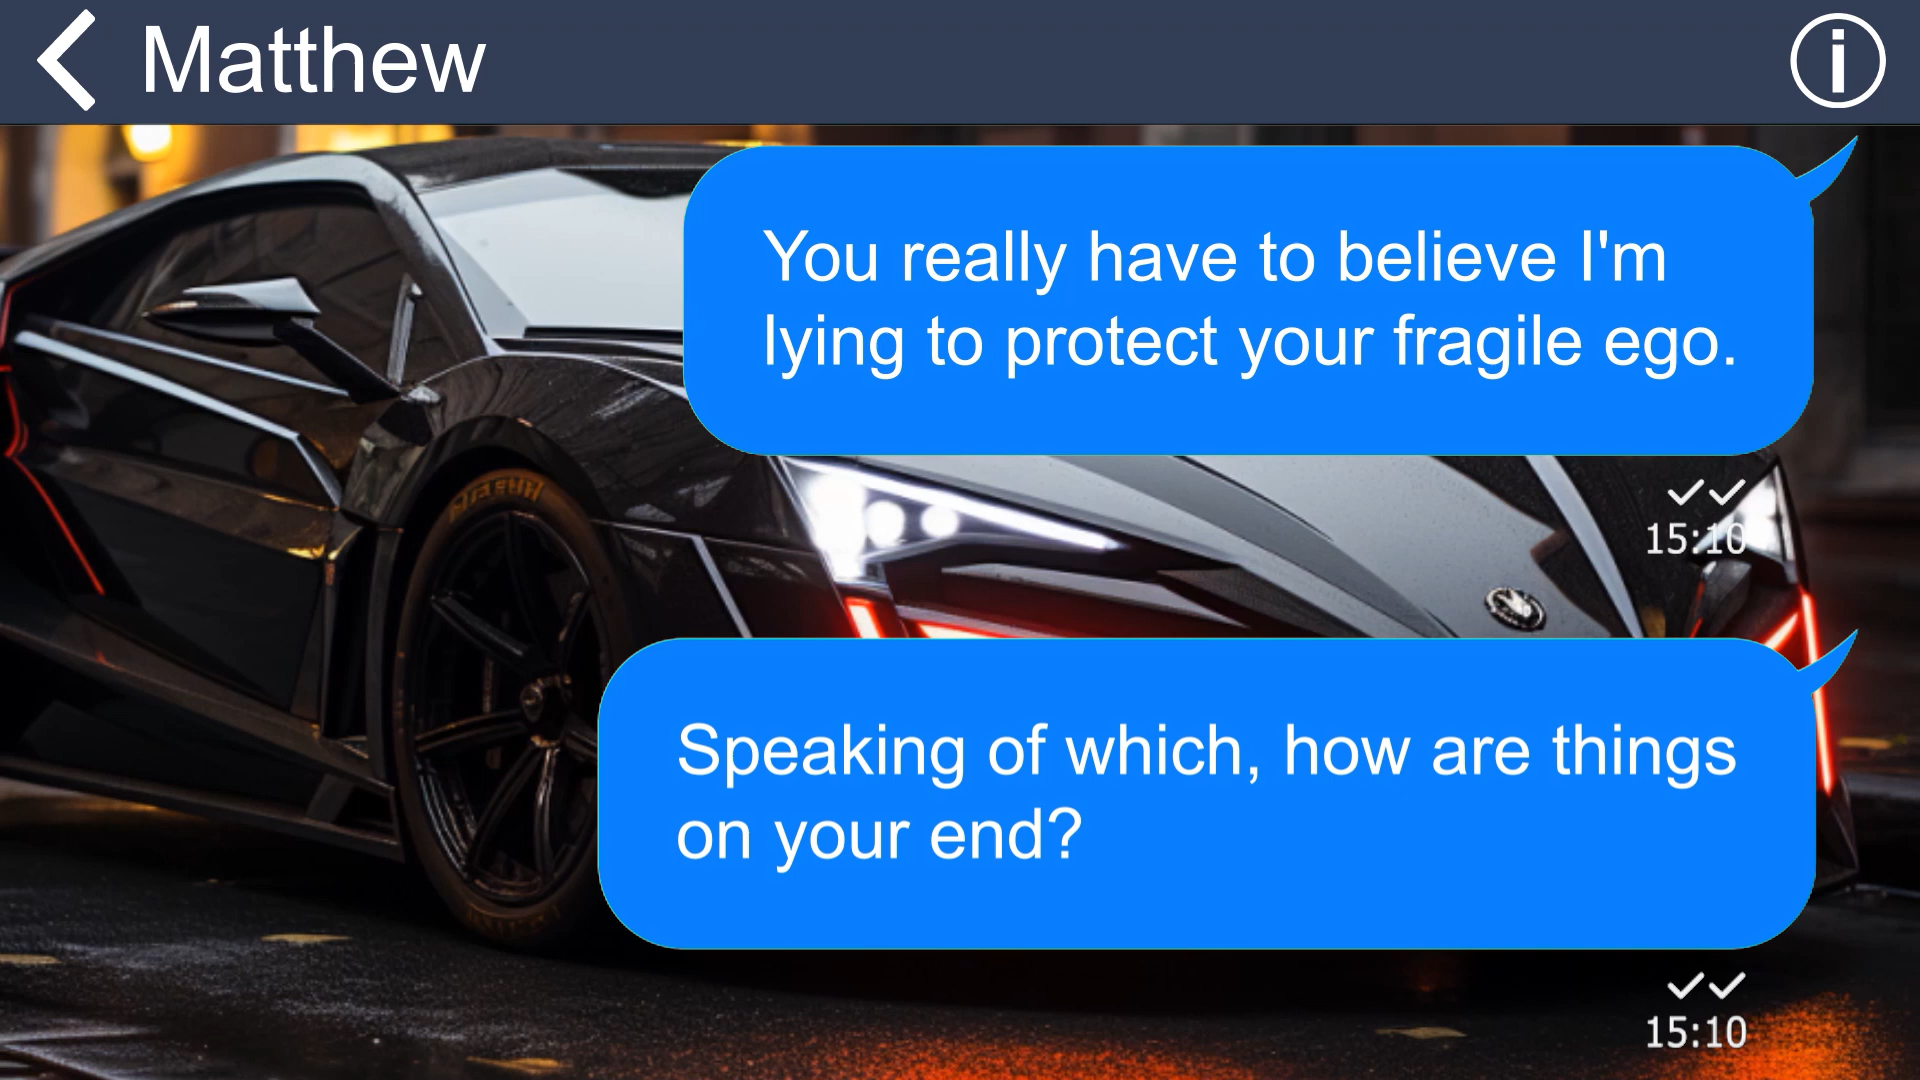 Matthew
You really have to believe I'm
lying to protect your fragile ego.
15:10
Speaking of which, how are things
on your end?
15:10